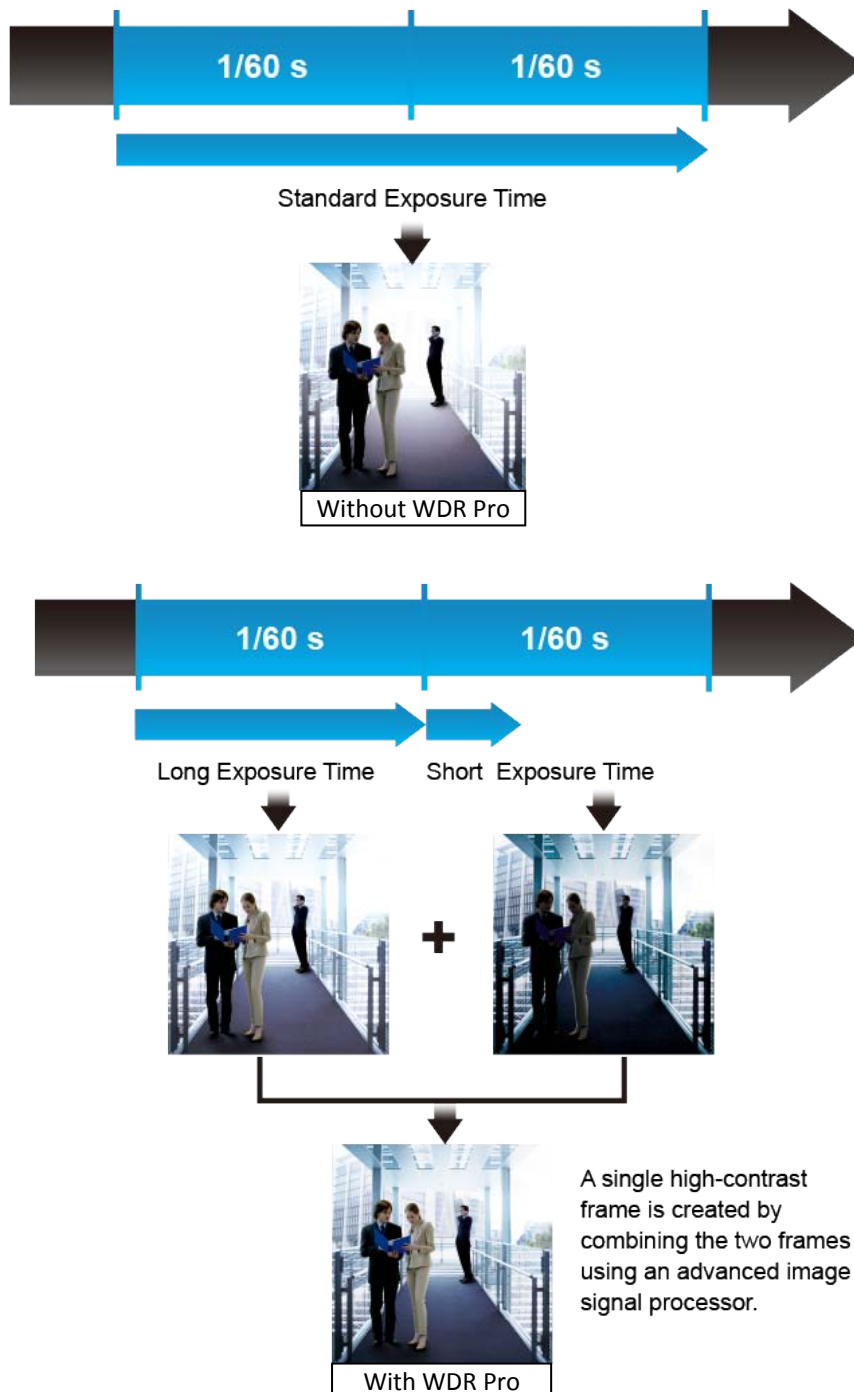 1/60 s 1/60 s
Standard Exposure Time
Without WDR Pro
1/60 s 1/60 s
Long Exposure Time Short Exposure Time
+
A single high-contrast
frame is created by
combining the two frames
using an advanced image
signal processor.
With WDR Pro